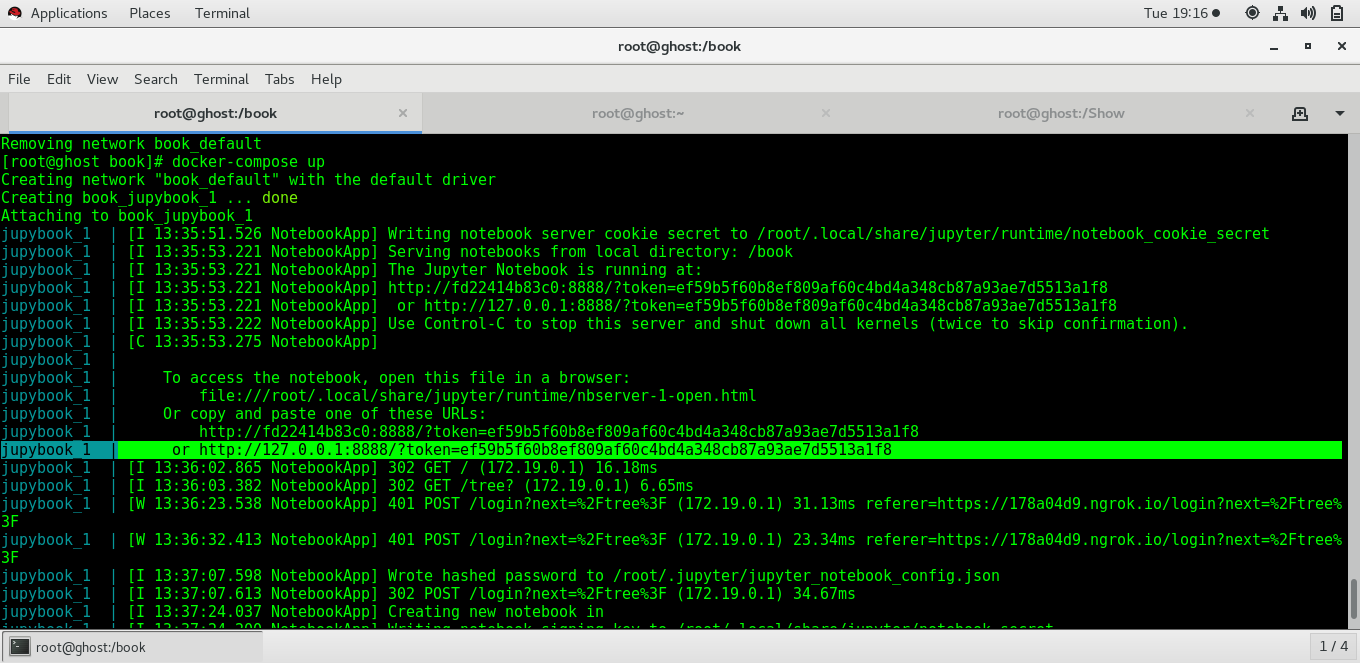 Applications Places Terminal Tue 19:16
root@ghost:/book
File Edit View Search Terminal Tabs Help
root@ghost:/book root@ghost:~ root@ghost:/Show
Removing network book_default
[root@ghost book]# docker-compose up
Creating network "book_default" with the default driver
Creating book_jupybook_1 ... done
Attaching to book_jupybook_1
jupybook_1 | [I 13:35:51.526 NotebookApp] Writing notebook server cookie secret to /root/.local/share/jupyter/runtime/notebook_cookie_secret
jupybook_1 | [I 13:35:53.221 NotebookApp] Serving notebooks from local directory: /book
jupybook_1 | [I 13:35:53.221 NotebookApp] The Jupyter Notebook is running at:
jupybook_1 | [I 13:35:53.221 NotebookApp] http://fd22414b83c0:8888/?token=ef59b5f60b8ef809af60c4bd4a348cb87a93ae7d5513a1f8
jupybook_1 | [I 13:35:53.221 NotebookApp]  or http://127.0.0.1:8888/?token=ef59b5f60b8ef809af60c4bd4a348cb87a93ae7d5513a1f8
jupybook_1 | [I 13:35:53.222 NotebookApp] Use Control-C to stop this server and shut down all kernels (twice to skip confirmation).
jupybook_1 | [C 13:35:53.275 NotebookApp]
jupybook_1 |
jupybook_1 |     To access the notebook, open this file in a browser:
jupybook_1 |         file:///root/.local/share/jupyter/runtime/nbserver-1-open.html
jupybook_1 |     Or copy and paste one of these URLs:
jupybook_1 |         http://fd22414b83c0:8888/?token=ef59b5f60b8ef809af60c4bd4a348cb87a93ae7d5513a1f8
jupybook_1 |      or http://127.0.0.1:8888/?token=ef59b5f60b8ef809af60c4bd4a348cb87a93ae7d5513a1f8
jupybook_1 | [I 13:36:02.865 NotebookApp] 302 GET / (172.19.0.1) 16.18ms
jupybook_1 | [I 13:36:03.382 NotebookApp] 302 GET /tree? (172.19.0.1) 6.65ms
jupybook_1 | [W 13:36:23.538 NotebookApp] 401 POST /login?next=%2Ftree%3F (172.19.0.1) 31.13ms referer=https://178a04d9.ngrok.io/login?next=%2Ftree%
3F
jupybook_1 | [W 13:36:32.413 NotebookApp] 401 POST /login?next=%2Ftree%3F (172.19.0.1) 23.34ms referer=https://178a04d9.ngrok.io/login?next=%2Ftree%
3F
jupybook_1 | [I 13:37:07.598 NotebookApp] Wrote hashed password to /root/.jupyter/jupyter_notebook_config.json
jupybook_1 | [I 13:37:07.613 NotebookApp] 302 POST /login?next=%2Ftree%3F (172.19.0.1) 34.67ms
jupybook_1 | [I 13:37:24.037 NotebookApp] Creating new notebook in
root@ghost:/book 1 / 4